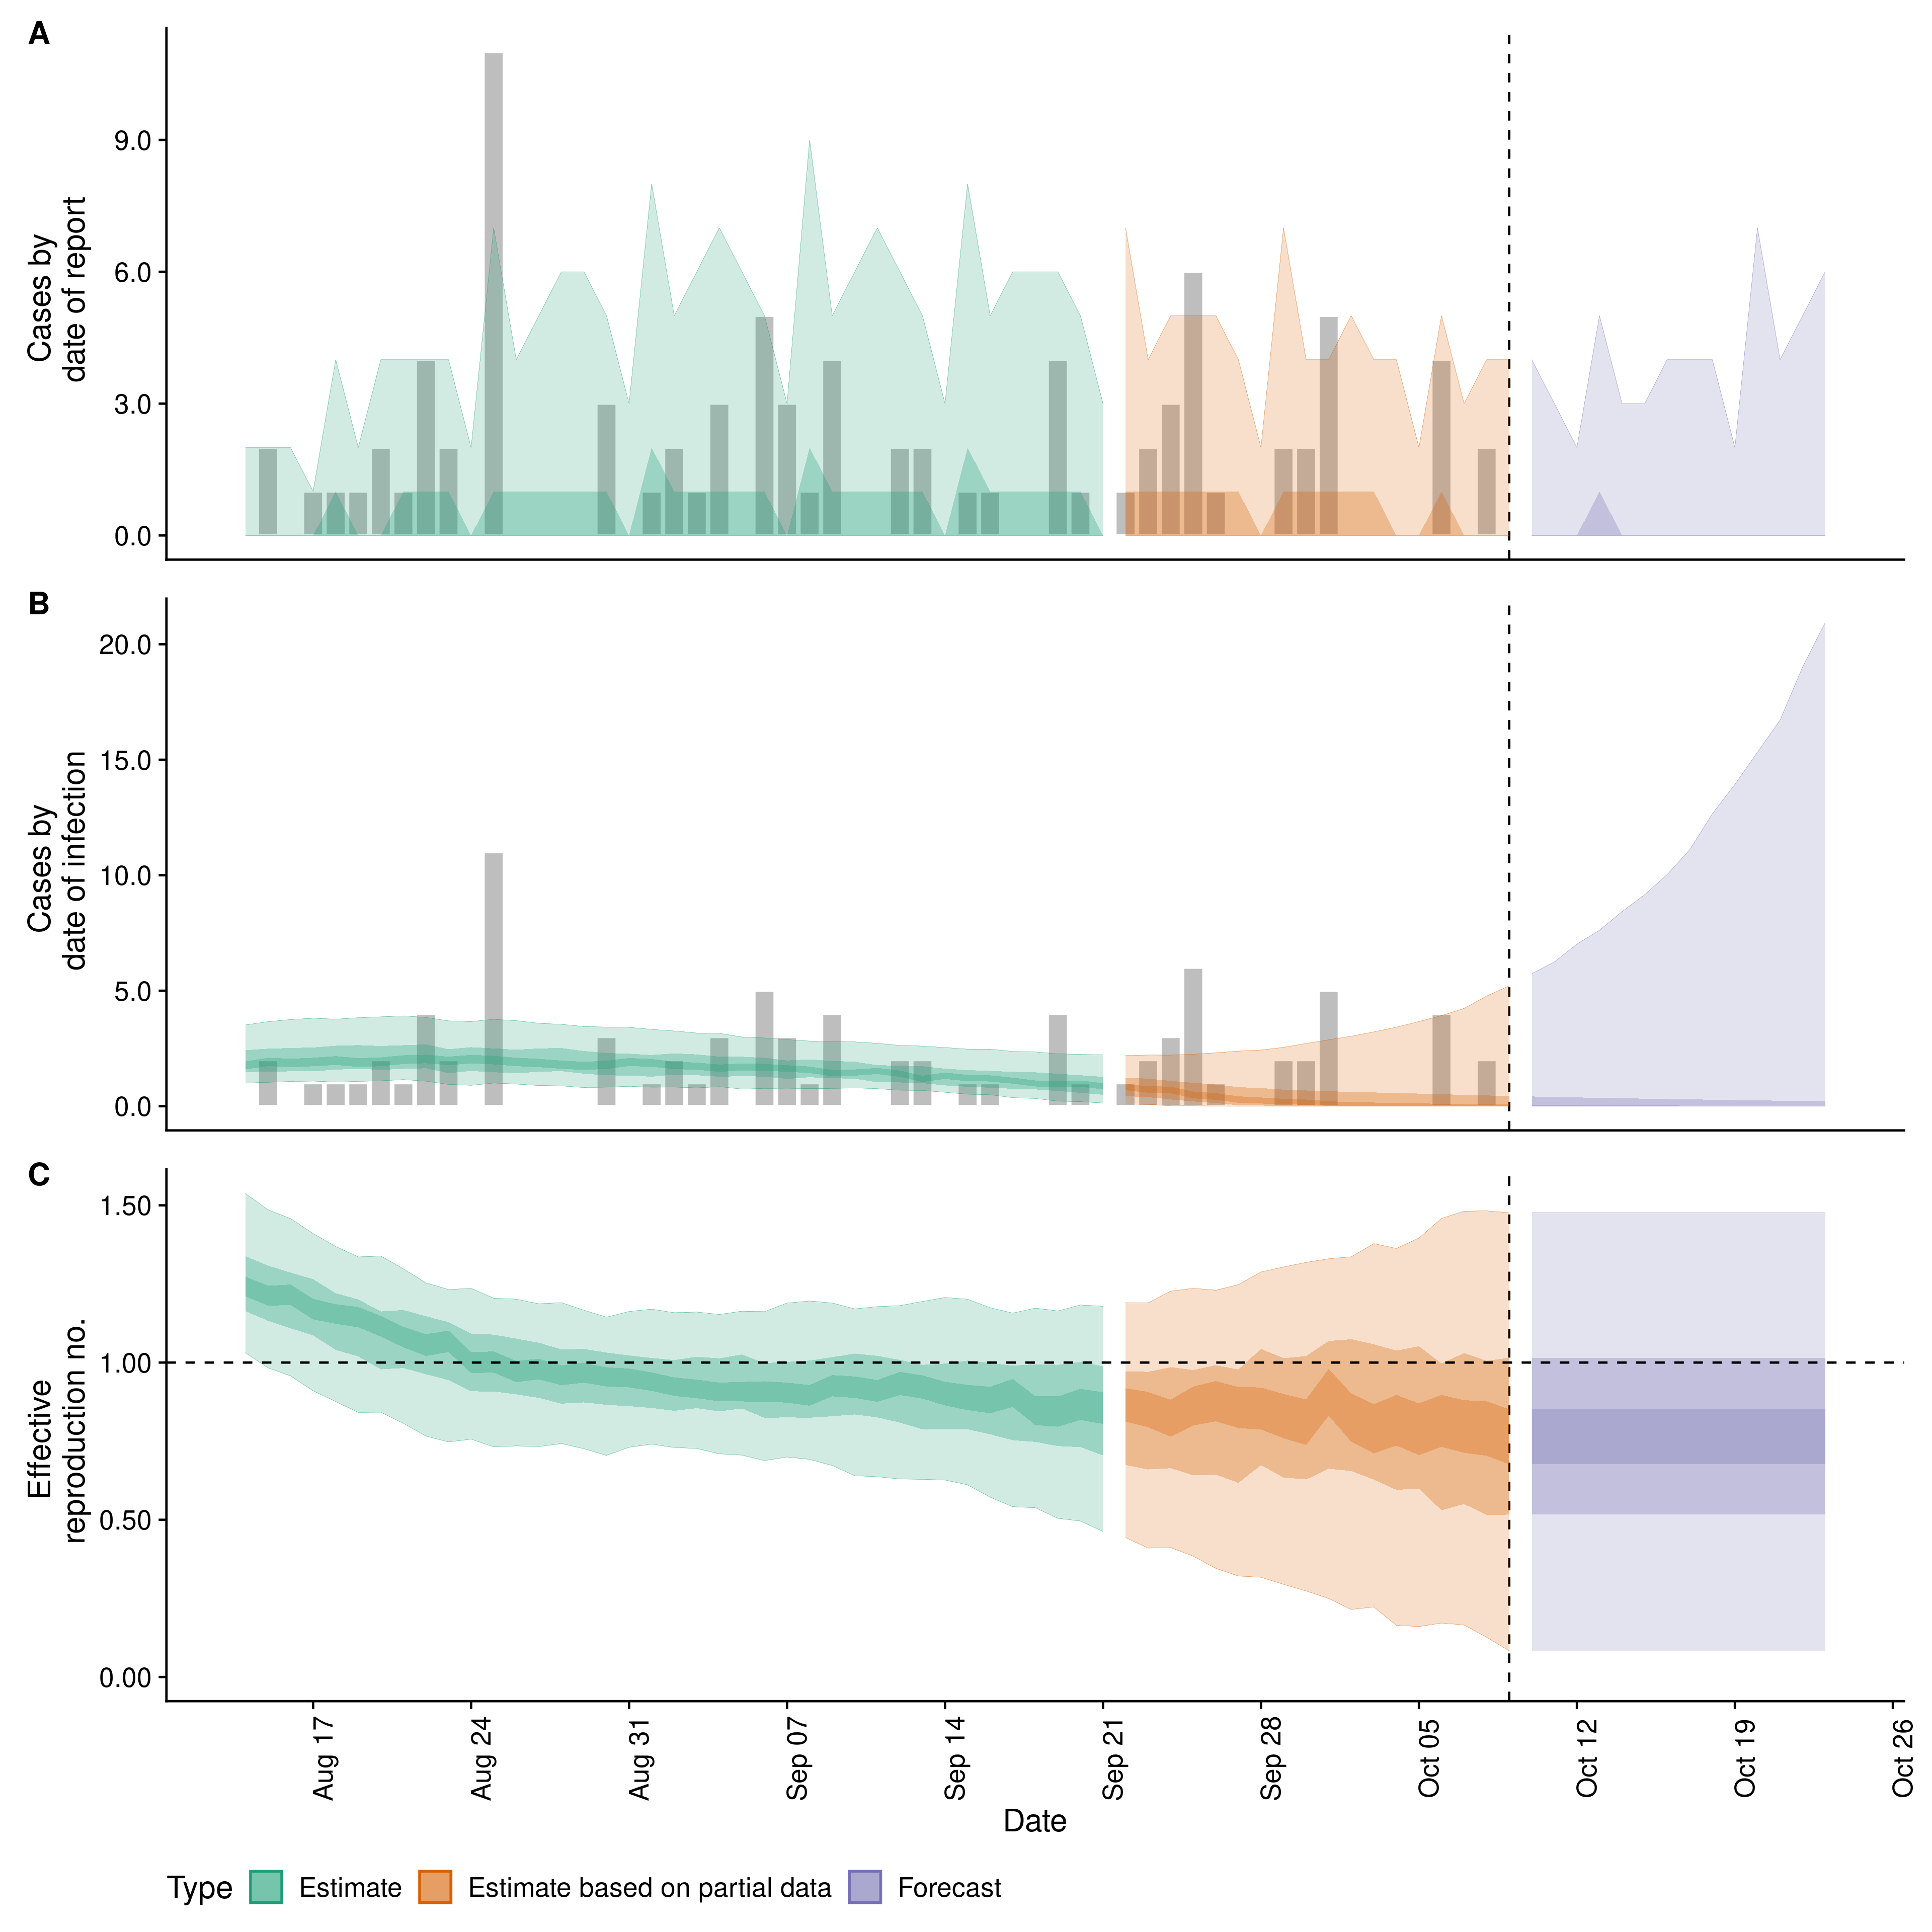 A
Cases by
date of report
9.0
6.0
3.0
0.0
B
Cases by
date of infection
20.0
15.0
10.0
5.0
0.0
C
Effective
reproduction no.
1.50
1.00
0.50
0.00
Aug 17
Aug 24
Aug 31
Sep 07
Sep 14
Sep 21
Sep 28
Oct 05
Oct 12
Oct 19
Oct 26
Date
Type Estimate Estimate based on partial data Forecast